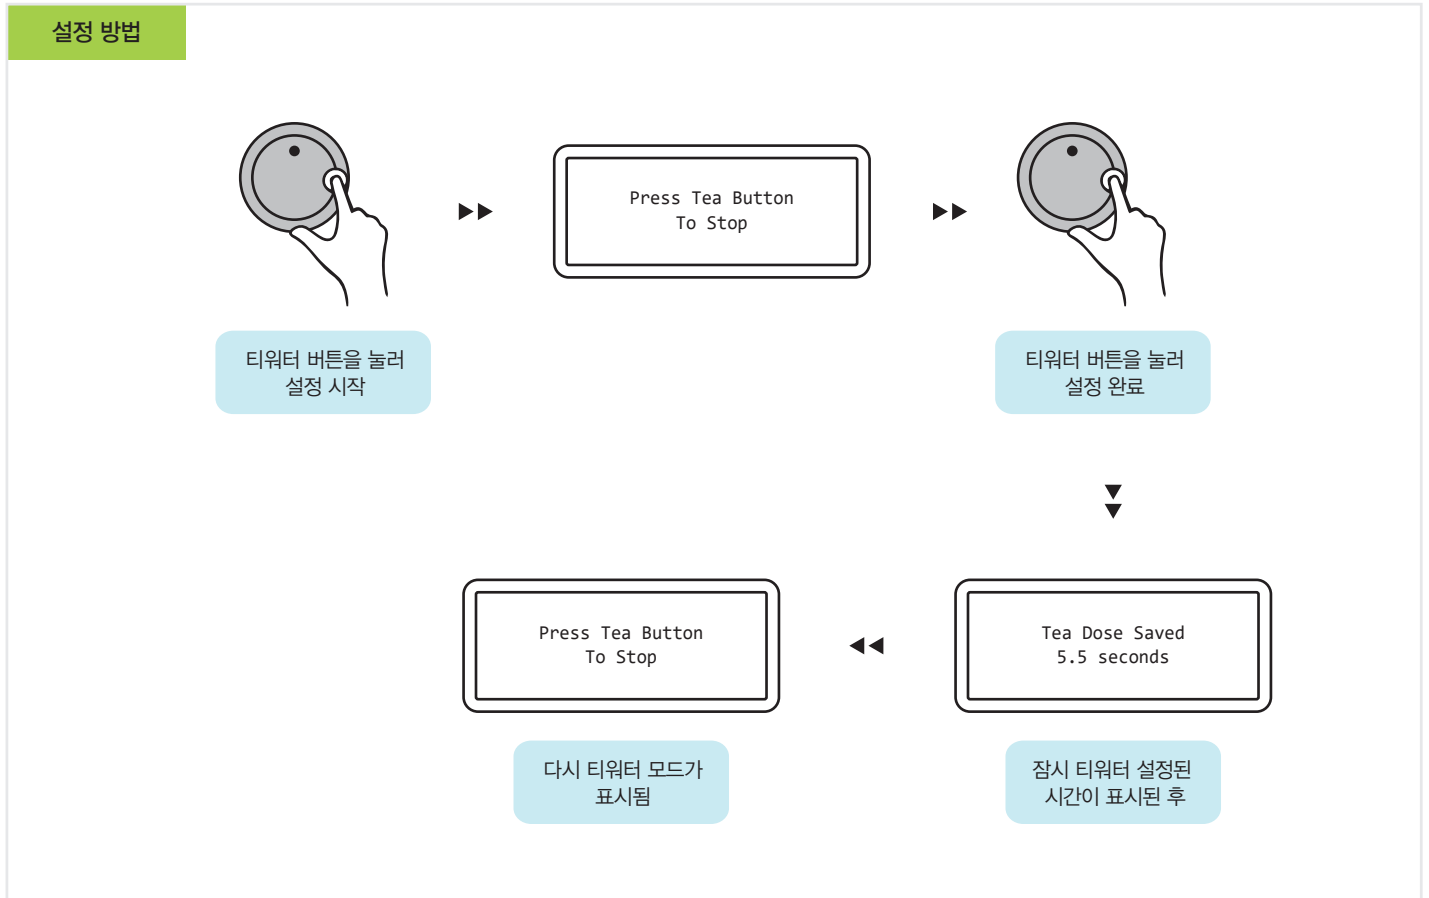 설정 방법
Press Tea Button
To Stop
티워터 버튼을 눌러
설정 시작
티워터 버튼을 눌러
설정 완료
Tea Dose Saved
5.5 seconds
잠시 티워터 설정된
시간이 표시된 후
Press Tea Button
To Stop
다시 티워터 모드가
표시됨